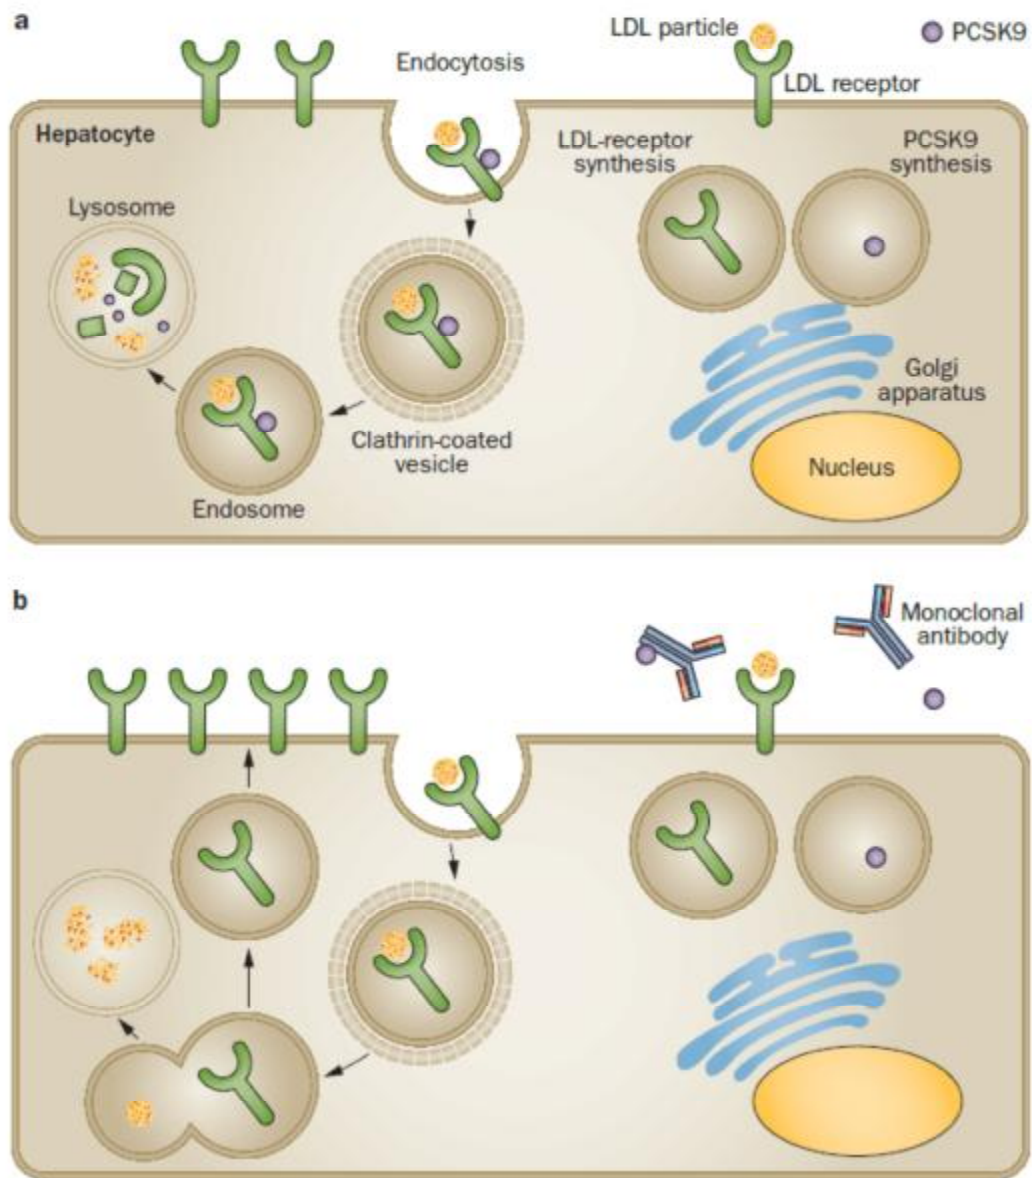 a
LDL particle
PCSK9
Endocytosis
LDL receptor
Hepatocyte
LDL-receptor
synthesis
PCSK9
synthesis
Lysosome
Golgi
apparatus
Clathrin-coated
vesicle
Nucleus
Endosome
b
Monoclonal
antibody